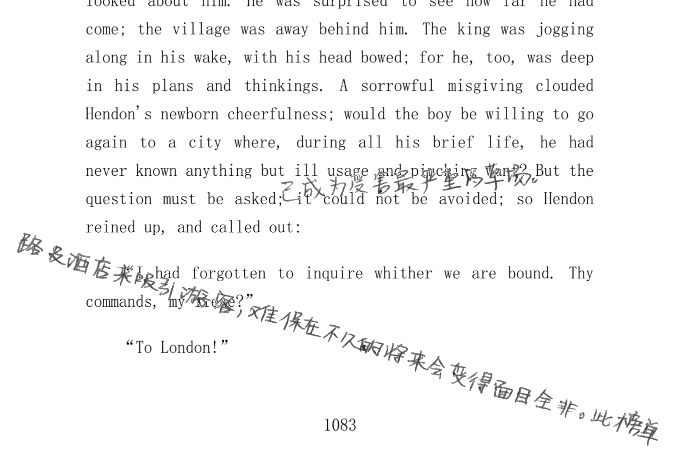 looked about him. He was surprised to see how far he had
come; the village was away behind him. The king was jogging
along in his wake, with his head bowed; for he, too, was deep
in his plans and thinkings. A sorrowful misgiving clouded
Hendon's newborn cheerfulness; would the boy be willing to go
again to a city where, during all his brief life, he had
never known anything but ill usage and pinching want? But the
已成为受害最严重的草场。
question must be asked; it could not be avoided; so Hendon
reined up, and called out:
“I had forgotten to inquire whither we are bound. Thy
commands, my liege?”
路及酒店来吸引游客，难保在不久的将来会变得面目全非。此榜单
“To London!”
1083